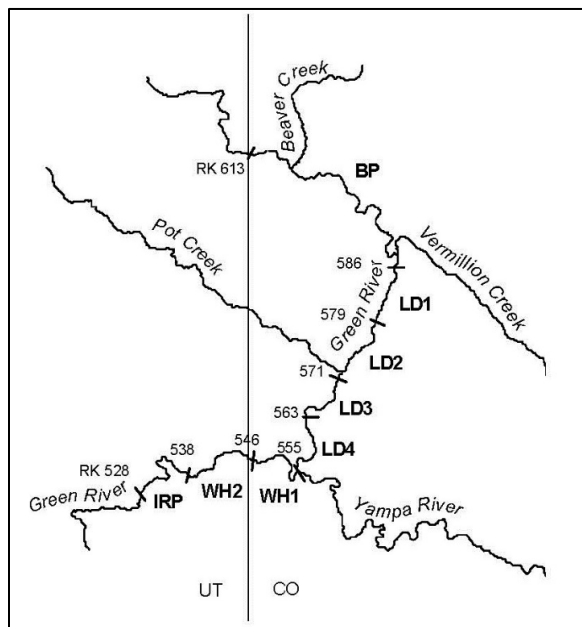 Beaver Creek
RK 613
BP
Pot Creek
Vermillion Creek
586
Green River
LD1
579
LD2
571
LD3
563
LD4
546
555
538
RK 528
WH2
WH1
Green River
IRP
Yampa River
UT
CO